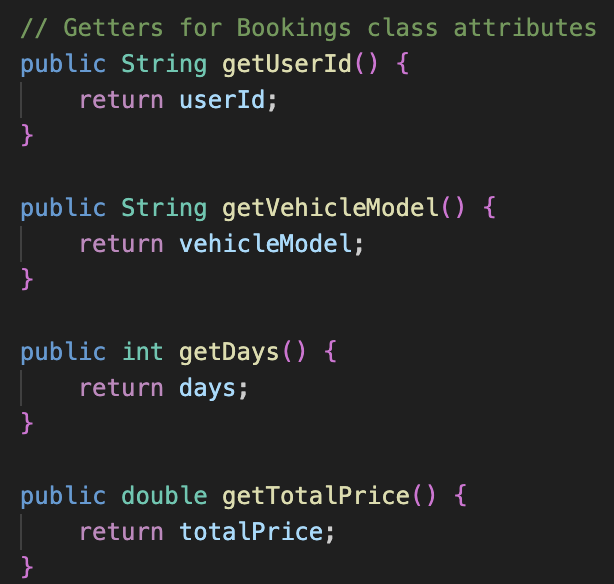 // Getters for Bookings class attributes
public String getUserId() {
    return userId;
}

public String getVehicleModel() {
    return vehicleModel;
}

public int getDays() {
    return days;
}

public double getTotalPrice() {
    return totalPrice;
}